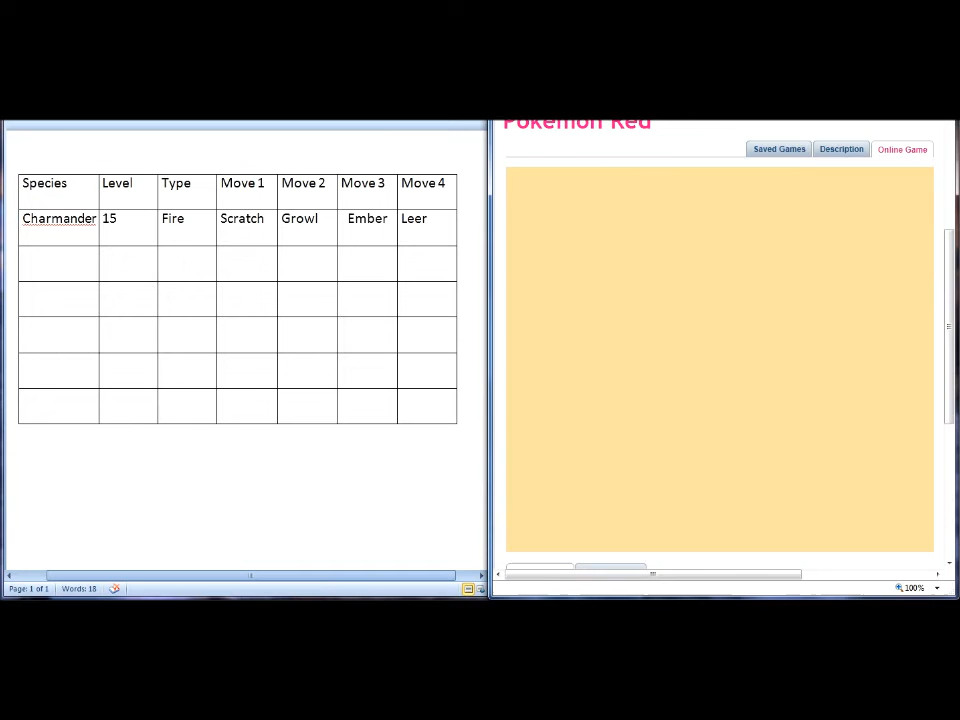 Pokemon Red
Saved Games Description Online Game
Species Level Type Move 1 Move 2 Move 3 Move 4
Charmander 15 Fire Scratch Growl Ember Leer
Page: 1 of 1 Words: 18
100%